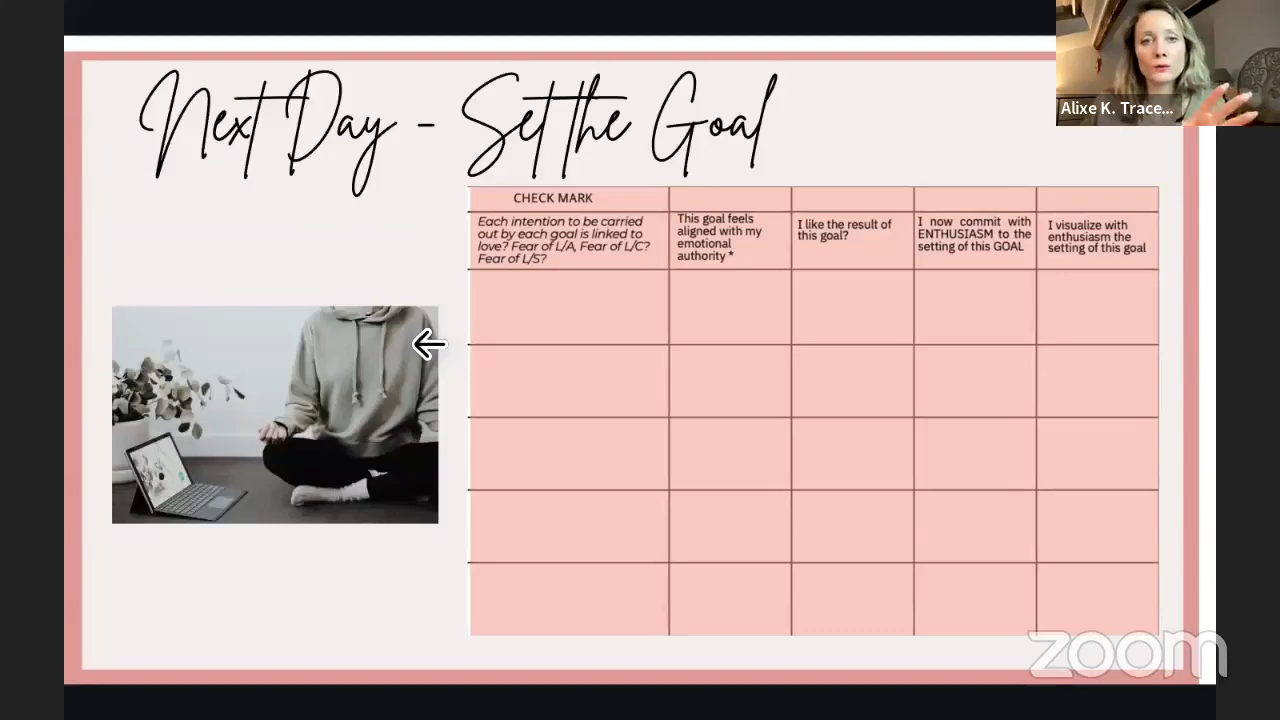 Next Day - Set the Goal
Alixe K. Trace...
CHECK MARK
Each intention to be carried
out by each goal is linked to
love? Fear of L/A, Fear of L/C?
Fear of L/S?
This goal feels
aligned with my
emotional
authority *
I like the result of
this goal?
I now commit with
ENTHUSIASM to the
setting of this GOAL
I visualize with
enthusiasm the
setting of this goal
zoom